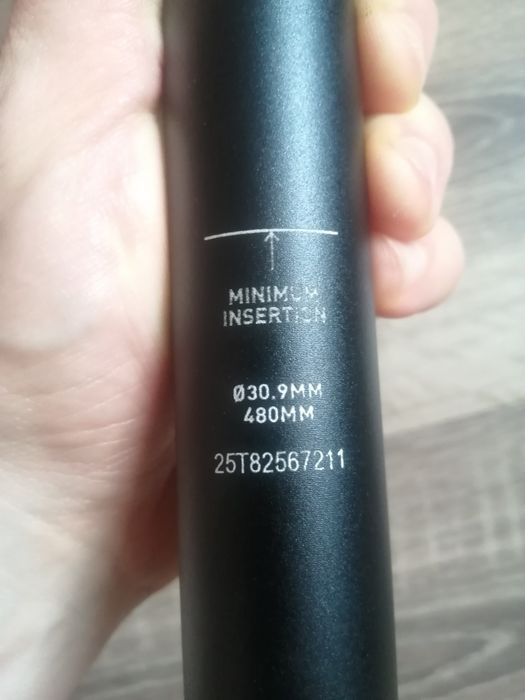 MINIMUM
INSERTION
Ø30.9MM
480MM
25T82567211